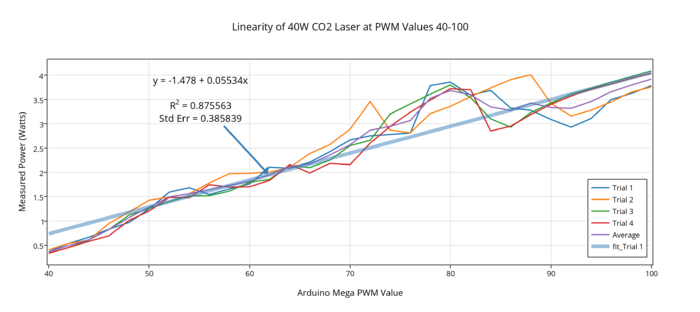 Linearity of 40W CO2 Laser at PWM Values 40-100
Measured Power (Watts)
4
3.5
3
2.5
2
1.5
1
0.5
y = -1.478 + 0.05534x
R² = 0.875563
Std Err = 0.385839
Trial 1
Trial 2
Trial 3
Trial 4
Average
fit_Trial 1
40
50
60
70
80
90
100
Arduino Mega PWM Value